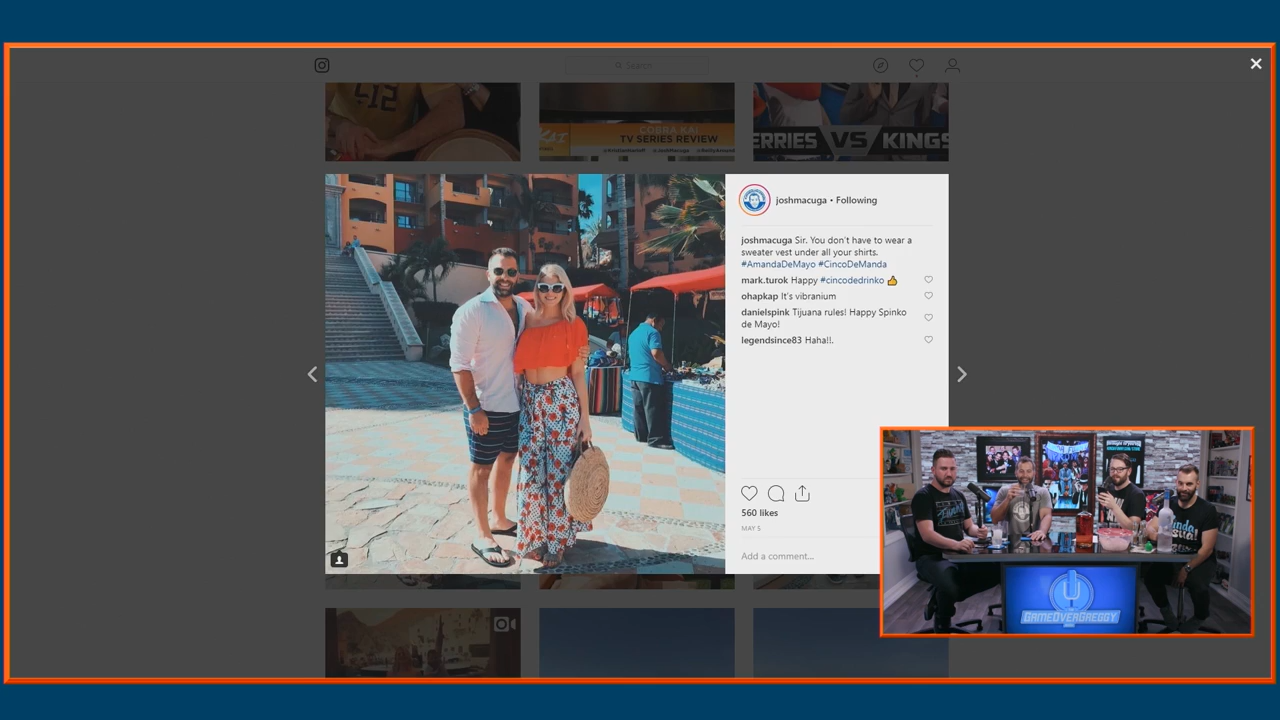 Search
412
COBRA KAI
TV SERIES REVIEW
ERRIES VS KINGS
joshmacuga • Following
joshmacuga Sir. You don't have to wear a
sweater vest under all your shirts.
#AmandaDeMayo #CincoDeManda
mark.turok Happy #cincodedrinko 👍
ohapkap It's vibranium
danielspink Tijuana rules! Happy Spinko
de Mayo!
legendsince83 Haha!!.
560 likes
MAY 5
Add a comment...
GAMEOVERGREGGY